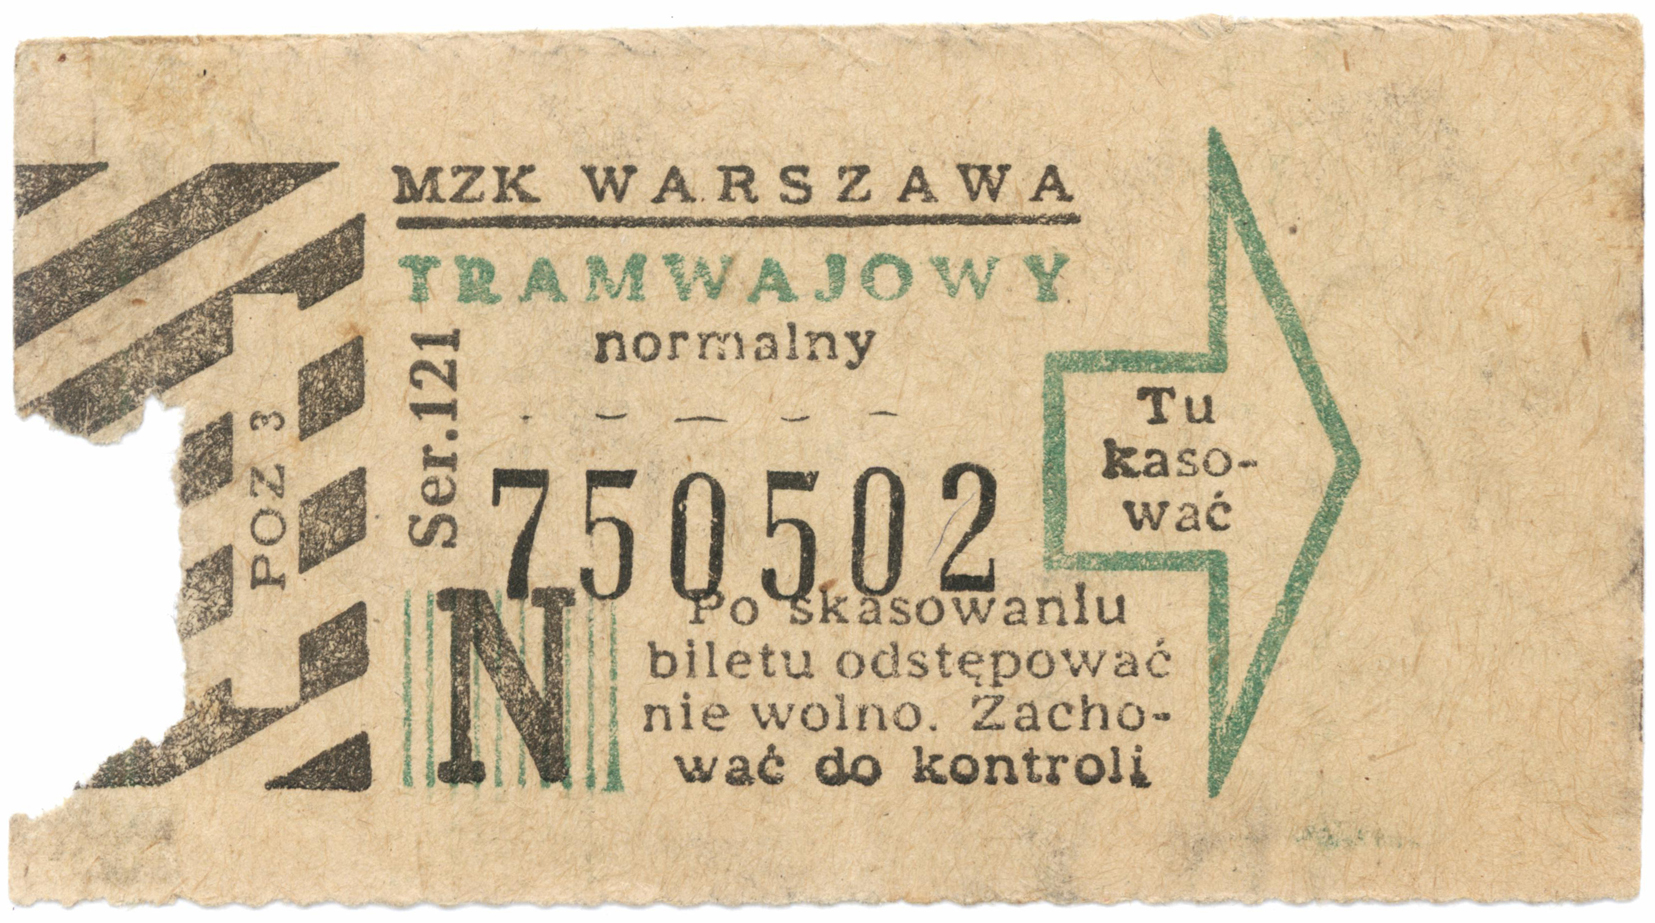 MZK WARSZAWA
TRAMWAJOWY
normalny
POZ 3
Ser.121
750502
N
Po skasowaniu
biletu odstępować
nie wolno. Zacho-
wać do kontroli
Tu
kaso-
wać